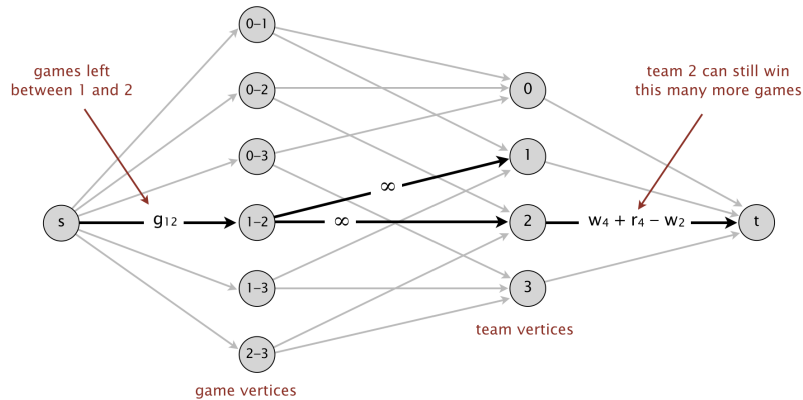 0–1
games left
between 1 and 2
team 2 can still win
this many more games
0–2
0
0–3
1
∞
s
g12
1–2
∞
2
w4 + r4 − w2
t
1–3
3
team vertices
2–3
game vertices